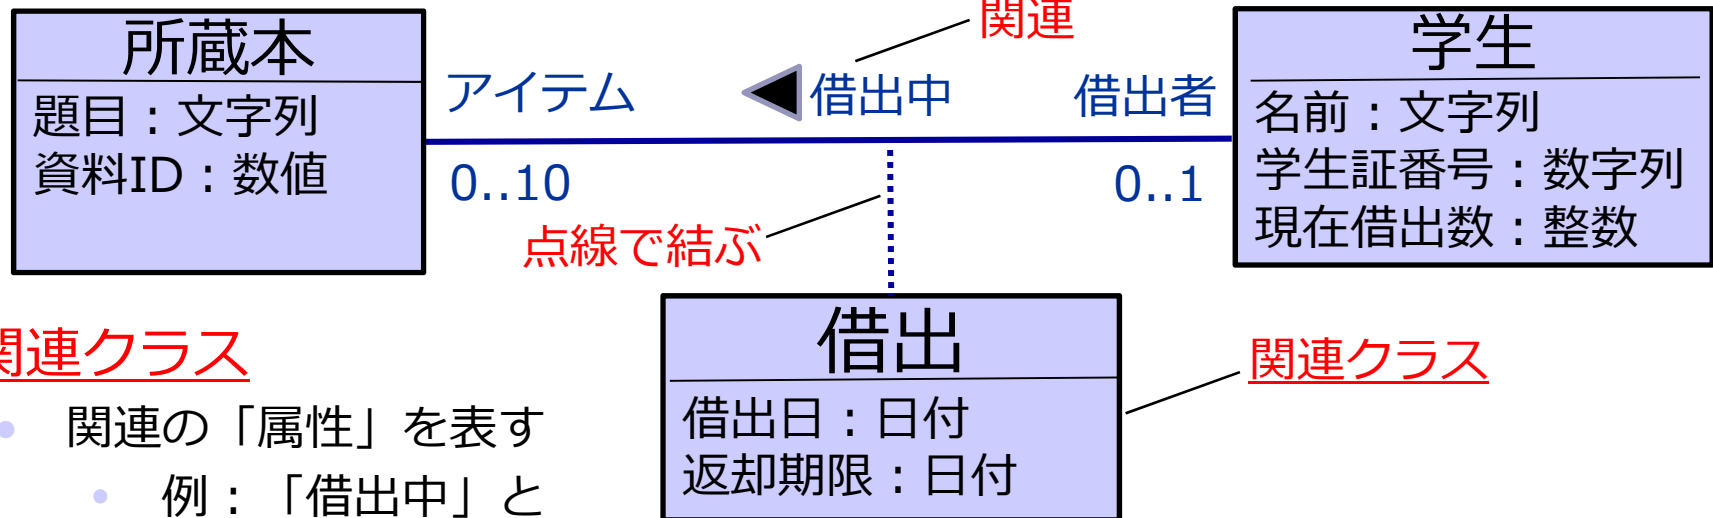 関連
所蔵本
題目：文字列
資料ID：数値
アイテム
借出中
借出者
0..10
0..1
学生
名前：文字列
学生証番号：数字列
現在借出数：整数
点線で結ぶ
借出
借出日：日付
返却期限：日付
関連クラス
関連クラス
関連の「属性」を表す
例：「借出中」と